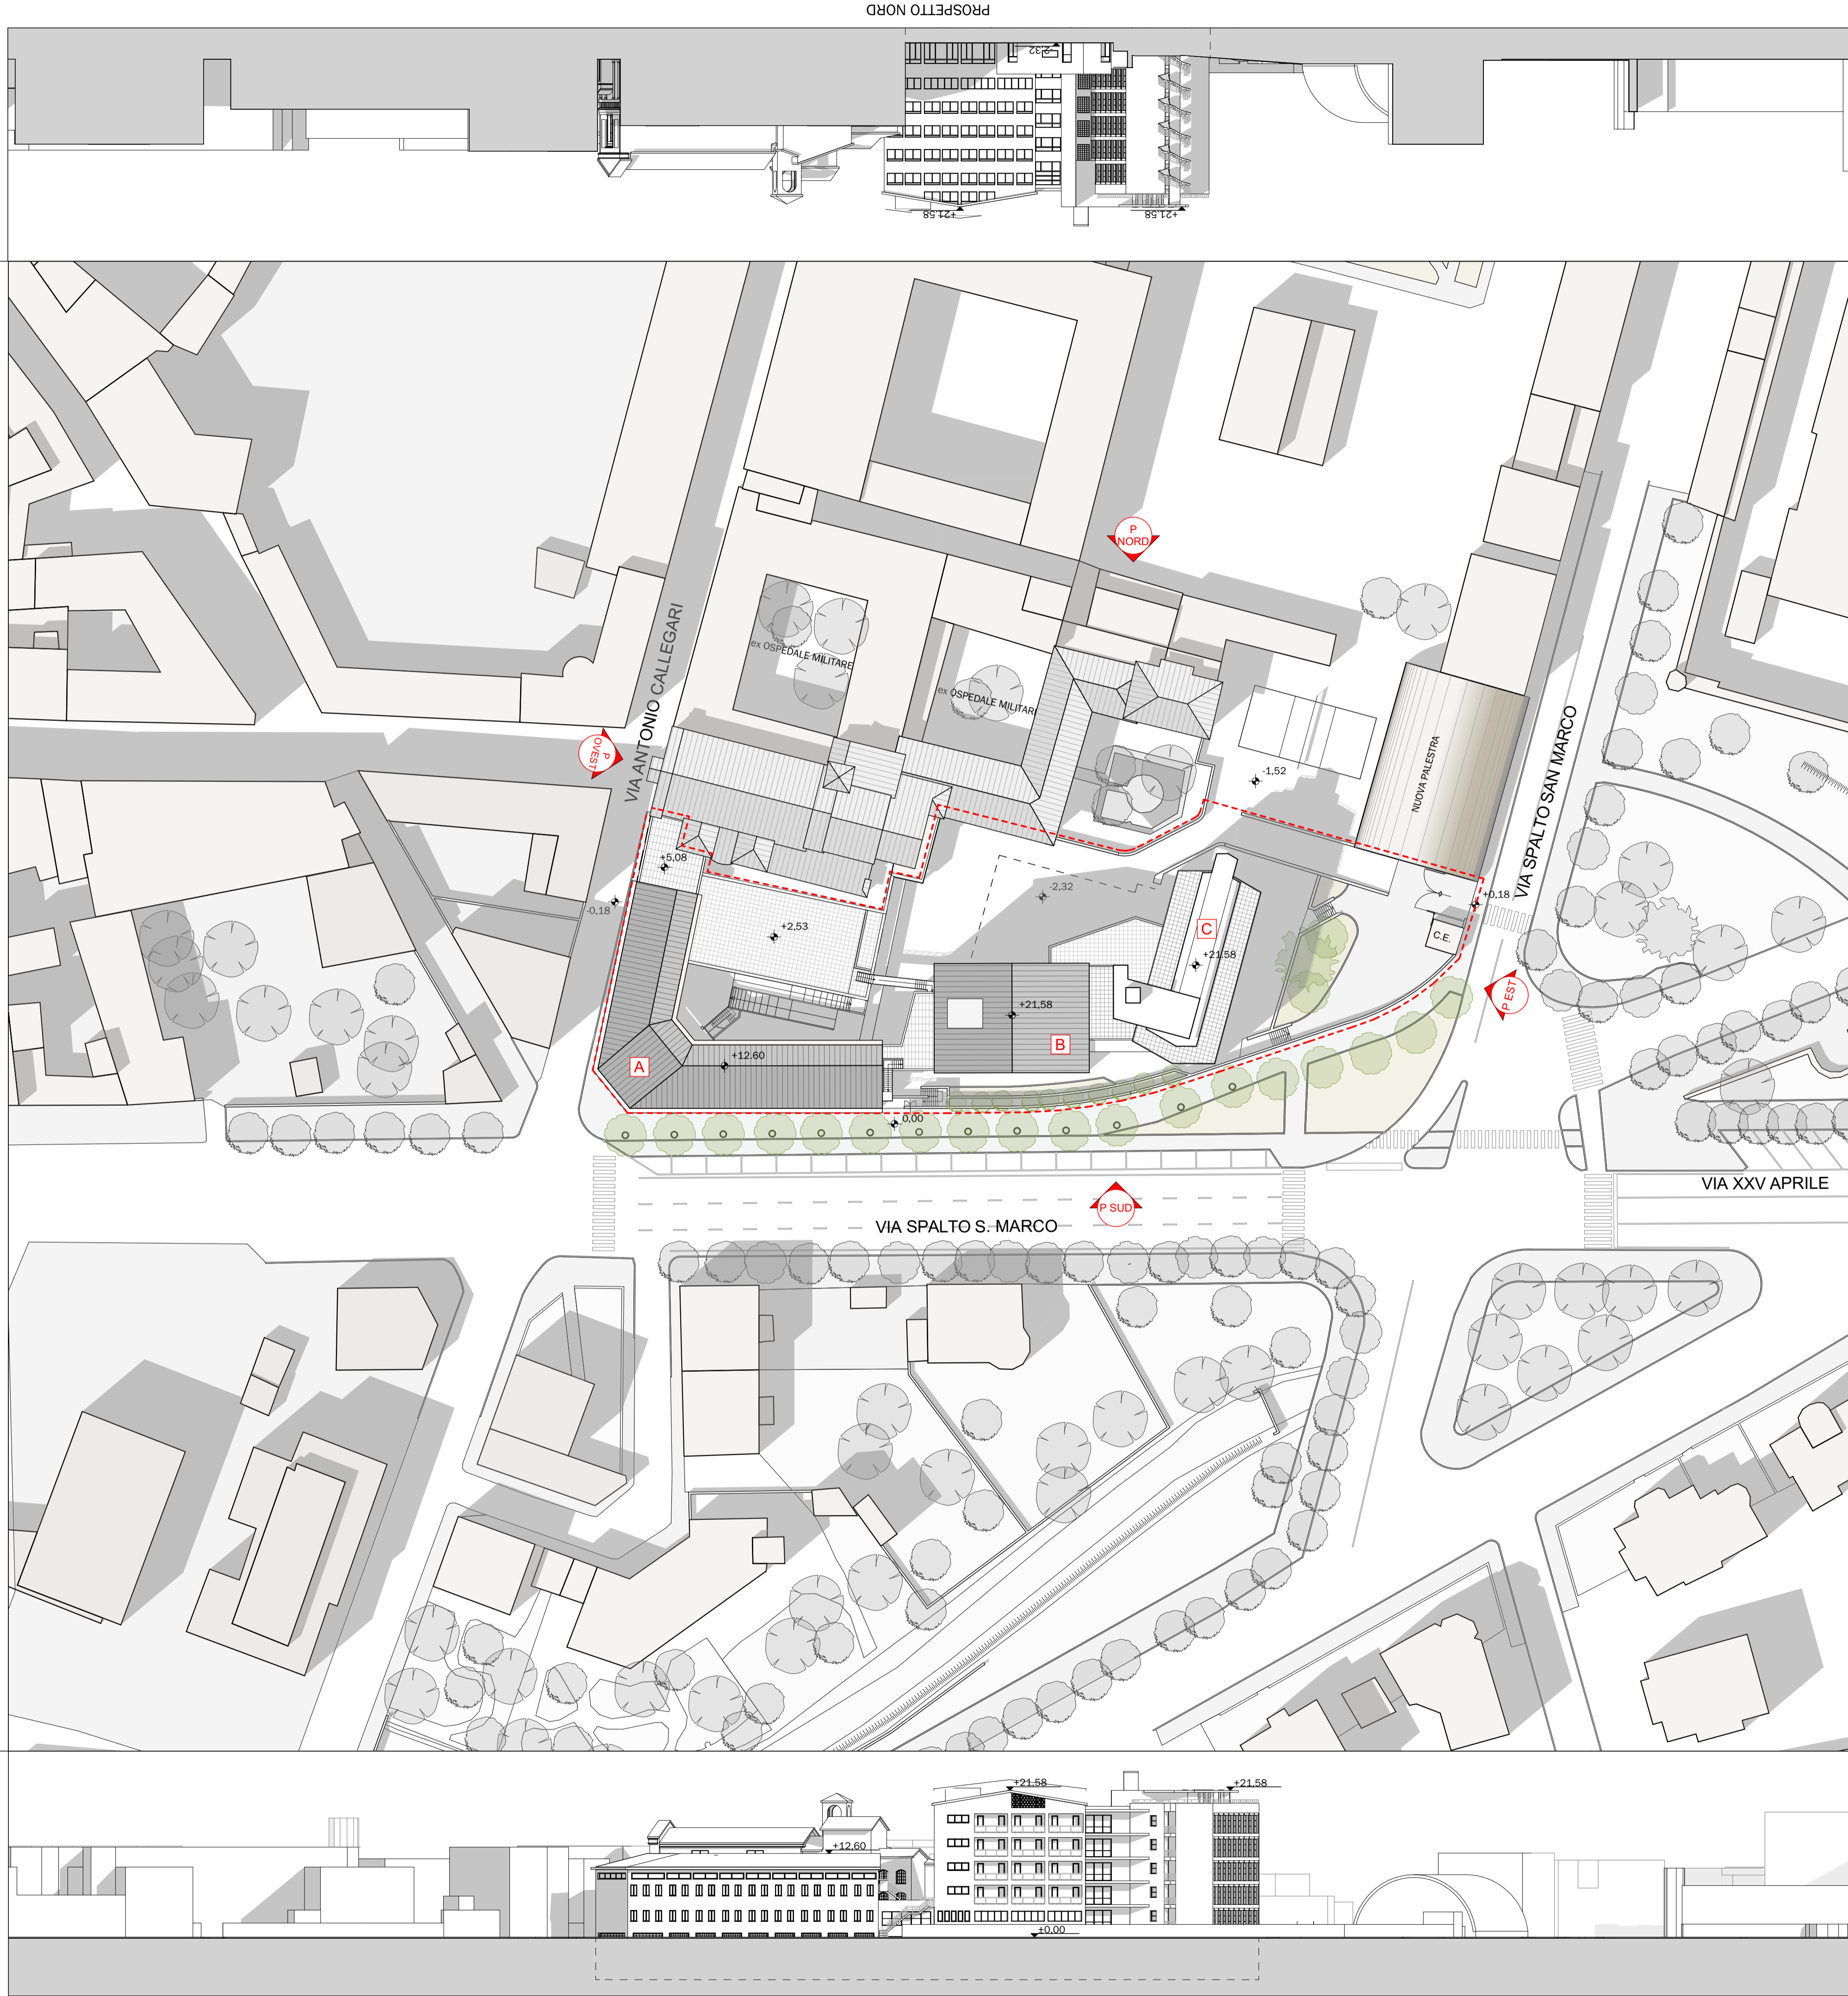 PROSPETTO NORD
-2,32
+21,58
+21,58
P
NORD
VIA ANTONIO CALLEGARI
ex OSPEDALE MILITARE
ex OSPEDALE MILITAR
P
OVEST
NUOVA PALESTRA
VIA SPALTO SAN MARCO
-1,52
+5,08
-0,18
+2,53
-2,32
+0,18
C
C.E.
+21.58
+21,58
P EST
B
A
+12.60
0,00
P SUD
VIA XXV APRILE
VIA SPALTO S. MARCO
+21.58
+21.58
+12.60
+0,00